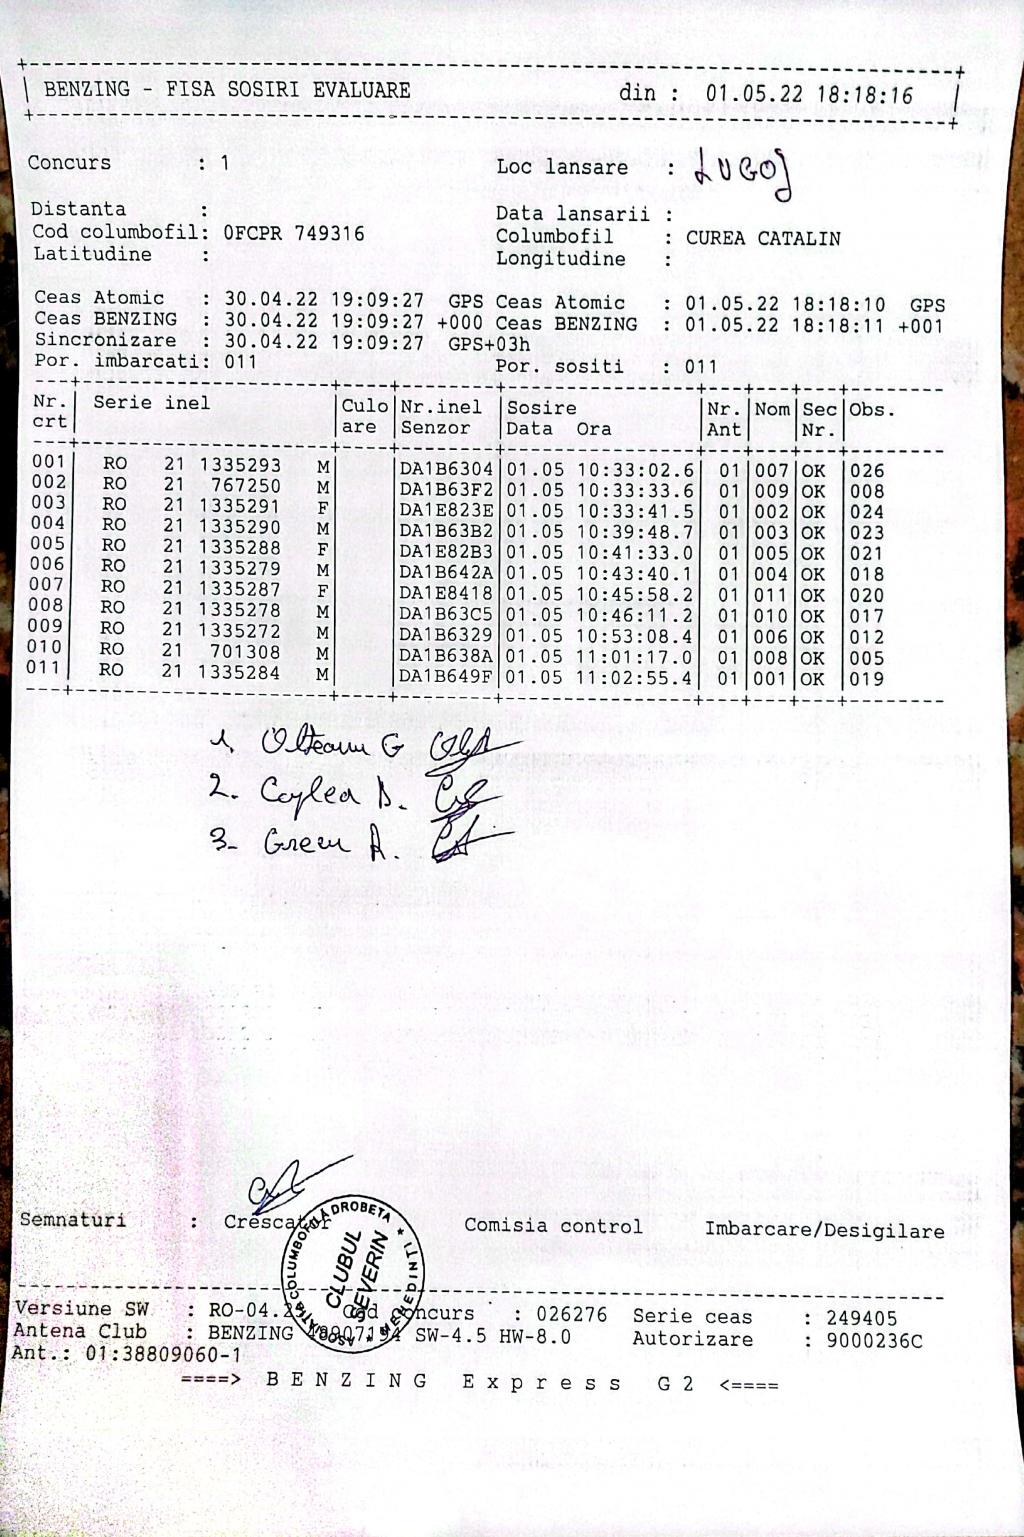 BENZING - FISA SOSIRI EVALUARE din : 01.05.22 18:18:16
Concurs : 1 Loc lansare : LUGOJ
Distanta : Data lansarii :
Cod columbofil: 0FCPR 749316 Columbofil : CUREA CATALIN
Latitudine : Longitudine :
Ceas Atomic : 30.04.22 19:09:27 GPS Ceas Atomic : 01.05.22 18:18:10 GPS
Ceas BENZING : 30.04.22 19:09:27 +000 Ceas BENZING : 01.05.22 18:18:11 +001
Sincronizare : 30.04.22 19:09:27 GPS+03h
Por. imbarcati: 011 Por. sositi : 011
Nr. Serie inel Culo Nr.inel Sosire Nr. Nom Sec Obs.
crt are Senzor Data Ora Ant Nr.
001 RO 21 1335293 M DA1B6304 01.05 10:33:02.6 01 007 OK 026
002 RO 21 767250 M DA1B63F2 01.05 10:33:33.6 01 009 OK 008
003 RO 21 1335291 F DA1E823E 01.05 10:33:41.5 01 002 OK 024
004 RO 21 1335290 M DA1B63B2 01.05 10:39:48.7 01 003 OK 023
005 RO 21 1335288 F DA1E82B3 01.05 10:41:33.0 01 005 OK 021
006 RO 21 1335279 M DA1B642A 01.05 10:43:40.1 01 004 OK 018
007 RO 21 1335287 F DA1E8418 01.05 10:45:58.2 01 011 OK 020
008 RO 21 1335278 M DA1B63C5 01.05 10:46:11.2 01 010 OK 017
009 RO 21 1335272 M DA1B6329 01.05 10:53:08.4 01 006 OK 012
010 RO 21 701308 M DA1B638A 01.05 11:01:17.0 01 008 OK 005
011 RO 21 1335284 M DA1B649F 01.05 11:02:55.4 01 001 OK 019
1. Olteanu G
2.
3- Grecu A.
Semnaturi : Crescator Comisia control Imbarcare/Desigilare
ASOCIATIA COLUMBOFILĂ DROBETA * MEHEDINTI *
CLUBUL
SEVERIN
Versiune SW : Cod Concurs : 026276 Serie ceas : 249405
Antena Club : BENZING SW-4.5 HW-8.0 Autorizare : 9000236C
Ant.: 01:38809060-1
====> BENZING Express G2 <====